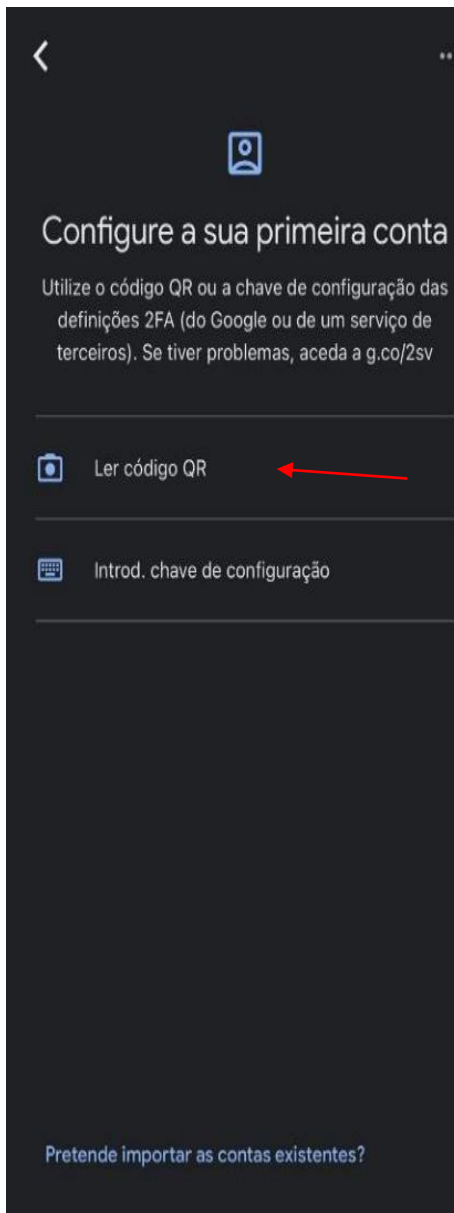 Configure a sua primeira conta
Utilize o código QR ou a chave de configuração das
definições 2FA (do Google ou de um serviço de
terceiros). Se tiver problemas, aceda a g.co/2sv
Ler código QR
Introd. chave de configuração
Pretende importar as contas existentes?